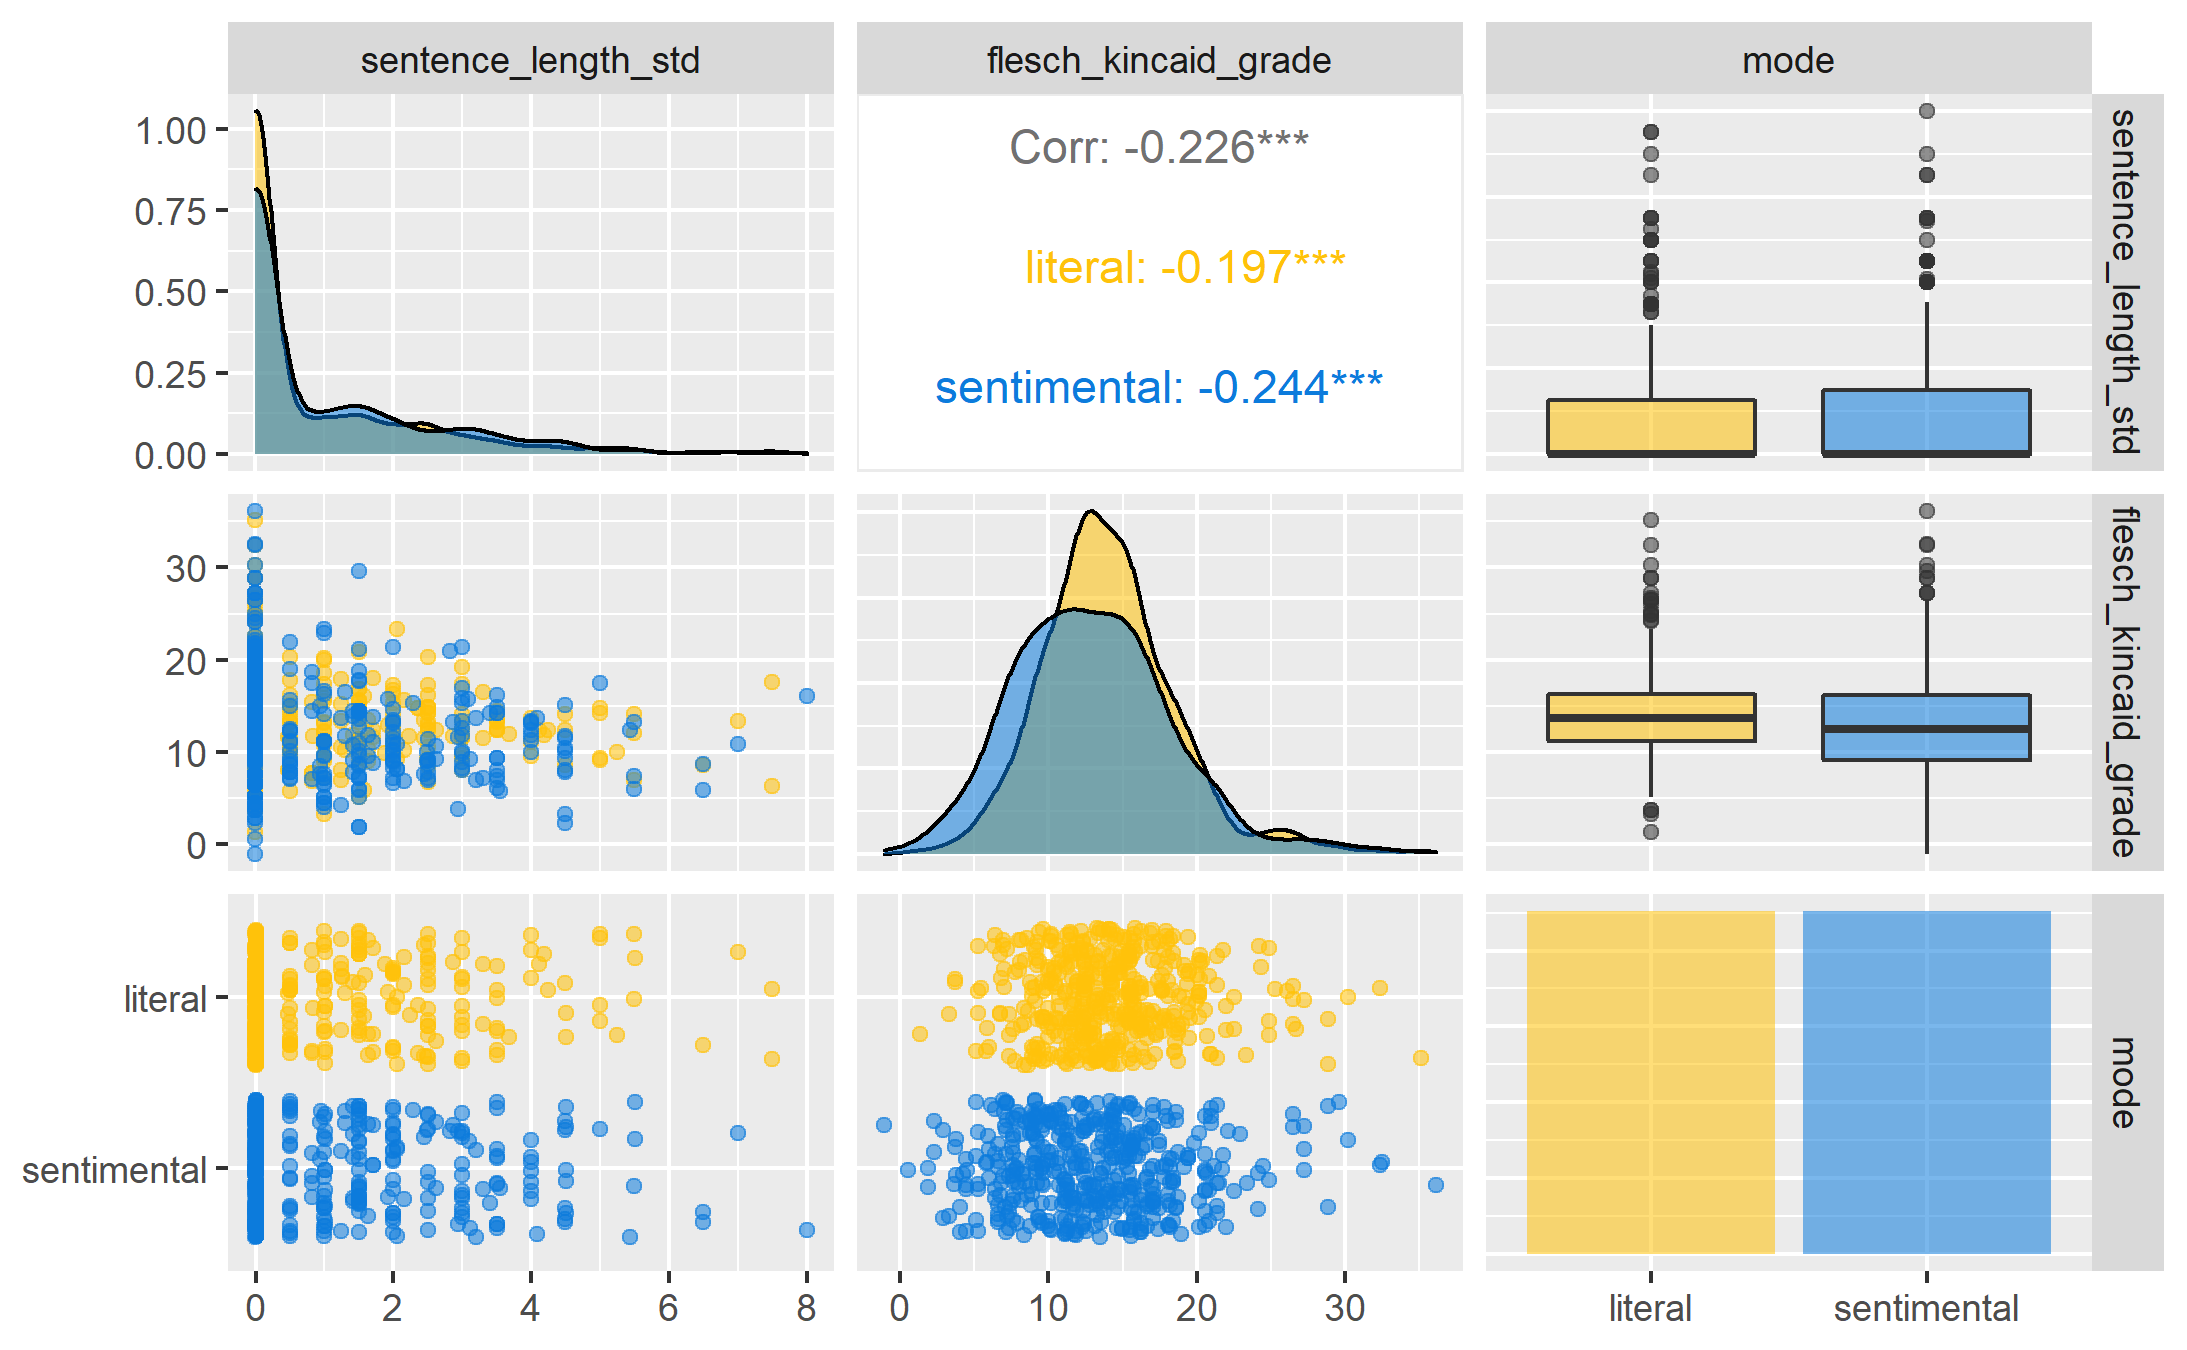 sentence_length_std
flesch_kincaid_grade
mode
1.00
0.75
0.50
0.25
0.00
Corr: -0.226***
literal: -0.197***
sentimental: -0.244***
sentence_length_std
30
20
10
0
flesch_kincaid_grade
literal
sentimental
mode
0 2 4 6 8
0 10 20 30
literal sentimental